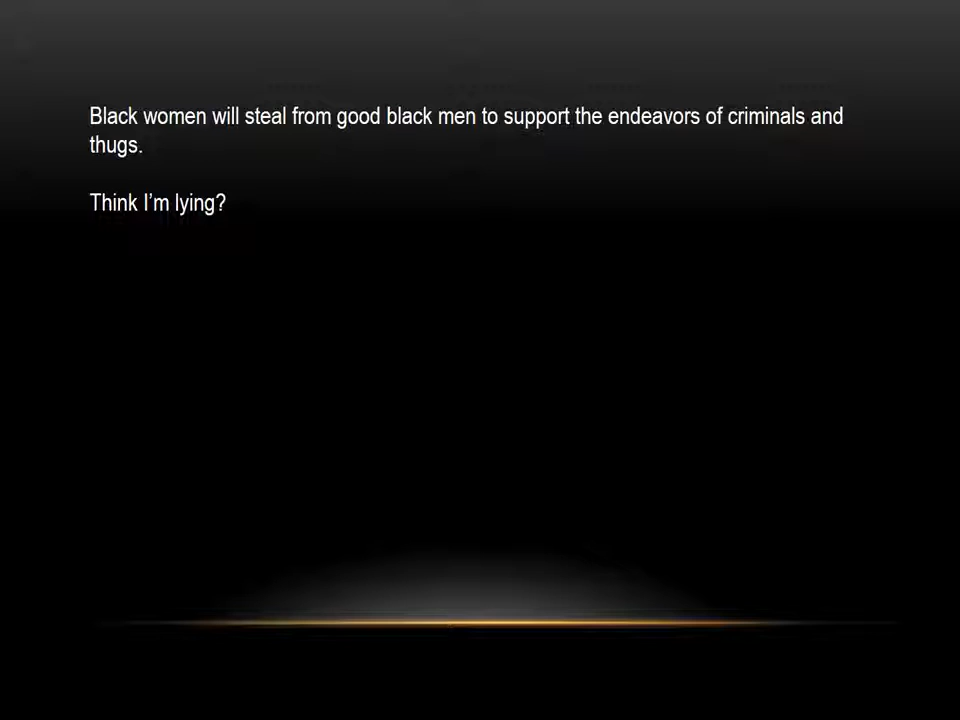 Black women will steal from good black men to support the endeavors of criminals and
thugs.
Think I’m lying?